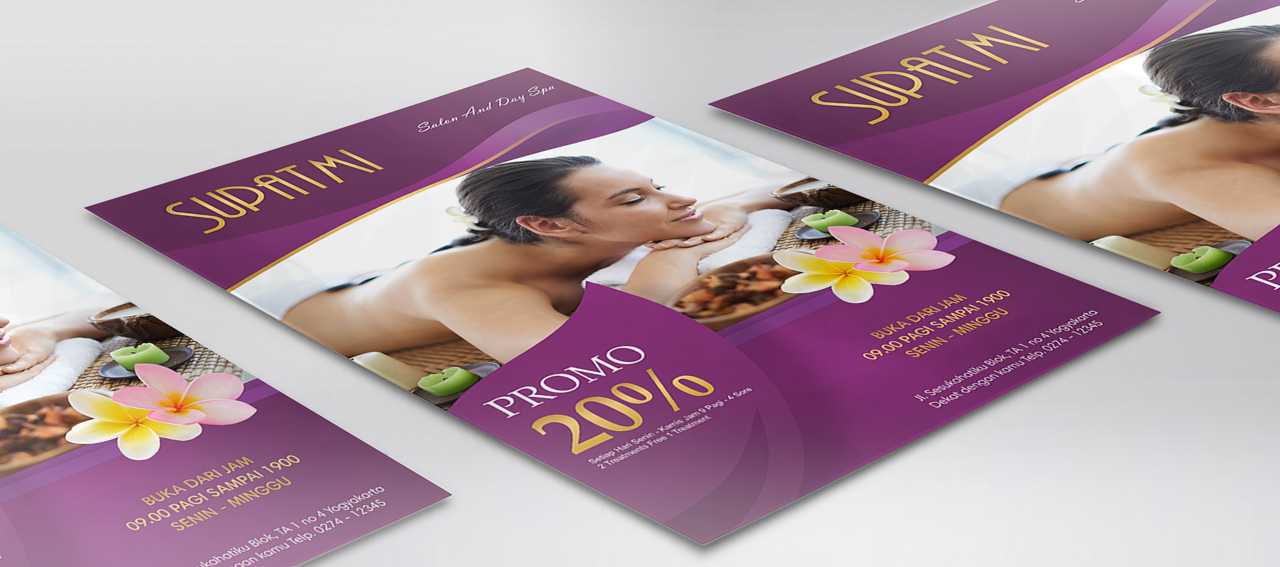 Salon And Day Spa
SUPATMI
PROMO
20%
Setiap Hari Senin - Kamis Jam 9 Pagi - 4 Sore
2 Treatments Free 1 Treatment
BUKA DARI JAM
09.00 PAGI SAMPAI 1900
SENIN - MINGGU
Jl. Sesukahatiku Blok, TA 1 no 4 Yogyakarta
Dekat dengan kamu Telp. 0274 - 12345
SUPATMI
PRO
BUKA DARI JAM
09.00 PAGI SAMPAI 1900
SENIN - MINGGU
sukahatiku Blok, TA 1 no 4 Yogyakarta
engan kamu Telp. 0274 - 12345